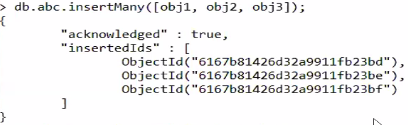 > db.abc.insertMany([obj1, obj2, obj3]);
{
        "acknowledged" : true,
        "insertedIds" : [
                ObjectId("6167b81426d32a9911fb23bd"),
                ObjectId("6167b81426d32a9911fb23be"),
                ObjectId("6167b81426d32a9911fb23bf")
        ]
}